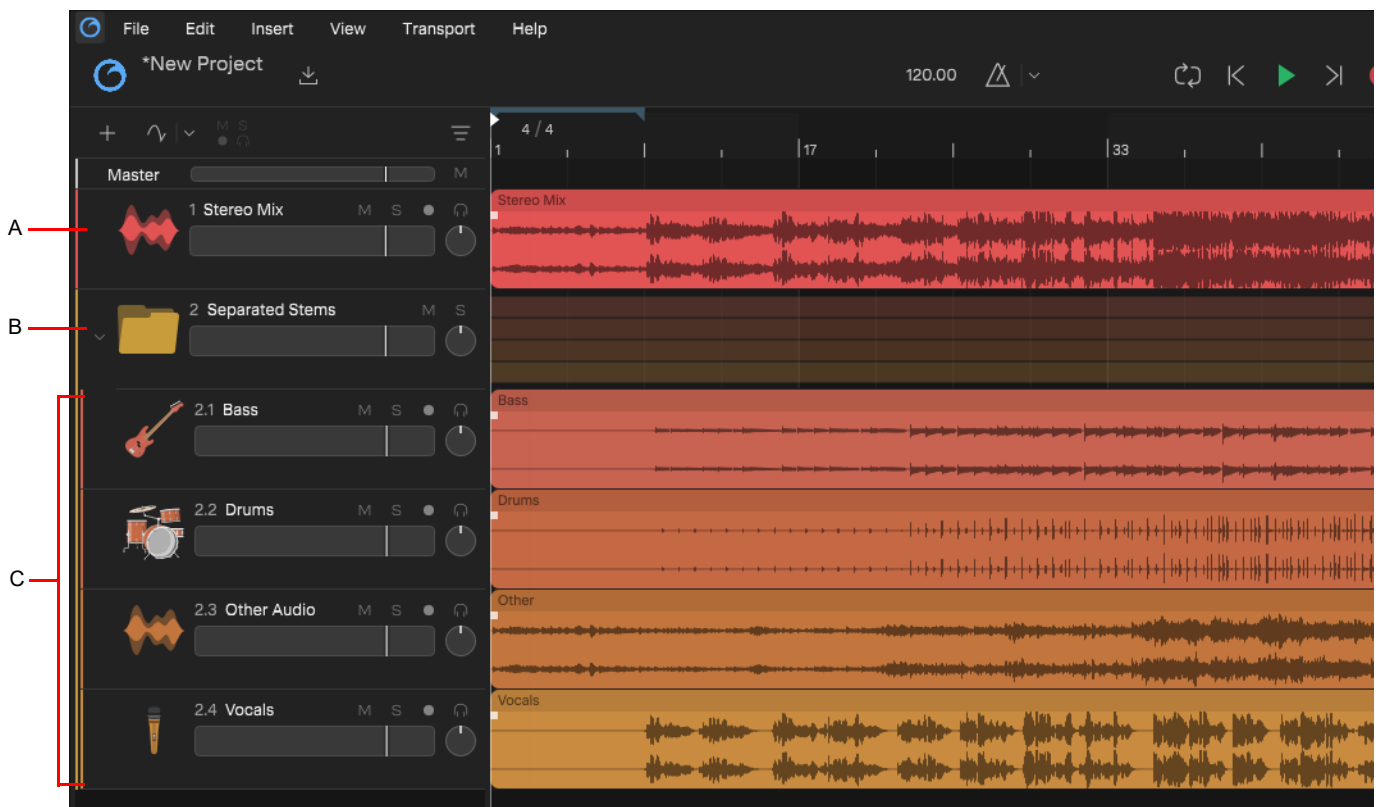 File Edit Insert View Transport Help
*New Project
120.00
M S
4 / 4
1 17 33
Master M
A
1 Stereo Mix M S
Stereo Mix
B
2 Separated Stems M S
C
2.1 Bass M S
Bass
2.2 Drums M S
Drums
2.3 Other Audio M S
Other
2.4 Vocals M S
Vocals